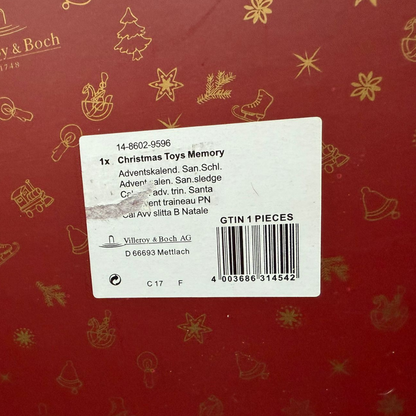 Villeroy & Boch
1748
14-8602-9596
1x Christmas Toys Memory
Adventskalend. San.Schl.
Advent calen. San.sledge
adv. trin. Santa
vent traineau PN
Cal Avv slitta B Natale
GTIN 1 PIECES
Villeroy & Boch AG
D 66693 Mettlach
C 17 F
4 003686 314542